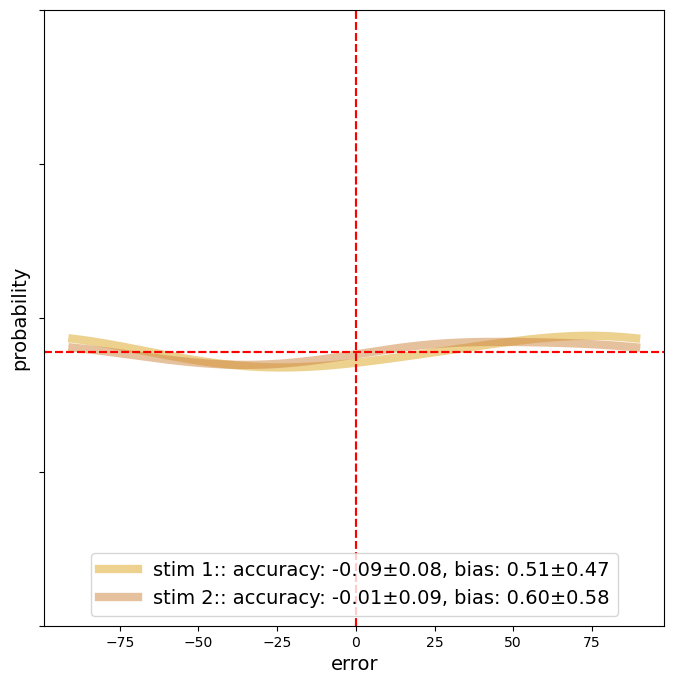 probability
−75 −50 −25 0 25 50 75
error
stim 1:: accuracy: -0.09±0.08, bias: 0.51±0.47
stim 2:: accuracy: -0.01±0.09, bias: 0.60±0.58